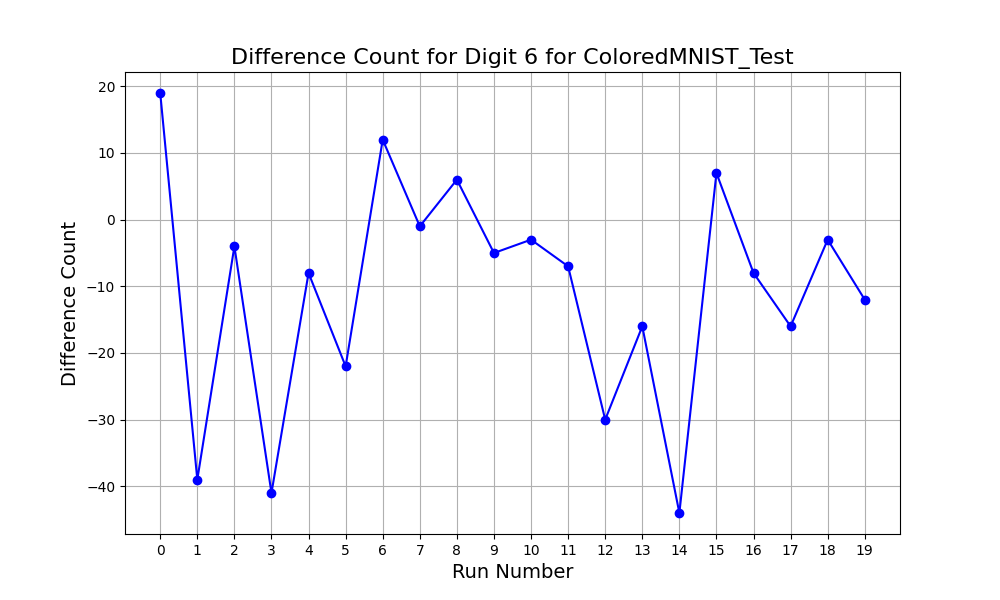 Difference Count for Digit 6 for ColoredMNIST_Test
20
10
0
−10
−20
−30
−40
Difference Count
0 1 2 3 4 5 6 7 8 9 10 11 12 13 14 15 16 17 18 19
Run Number